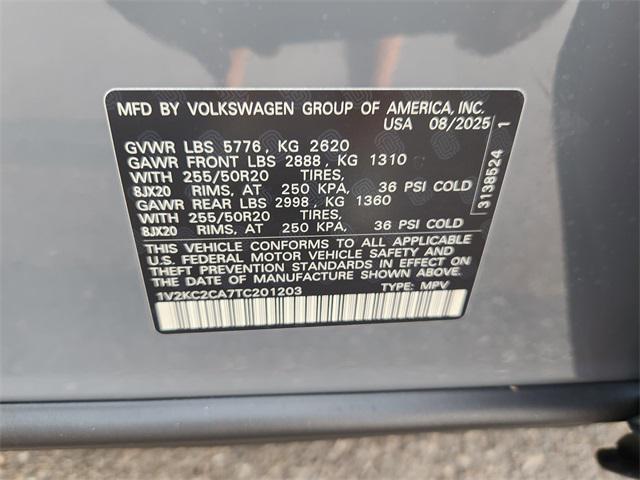 MFD BY VOLKSWAGEN GROUP OF AMERICA, INC.
USA 08/2025
GVWR LBS 5776, KG 2620
GAWR FRONT LBS 2888, KG 1310
WITH 255/50R20 TIRES,
8JX20 RIMS, AT 250 KPA, 36 PSI COLD
GAWR REAR LBS 2998, KG 1360
WITH 255/50R20 TIRES,
8JX20 RIMS, AT 250 KPA, 36 PSI COLD
THIS VEHICLE CONFORMS TO ALL APPLICABLE
U.S. FEDERAL MOTOR VEHICLE SAFETY AND
THEFT PREVENTION STANDARDS IN EFFECT ON
THE DATE OF MANUFACTURE SHOWN ABOVE.
1V2KC2CA7TC201203 TYPE: MPV
3138524 1